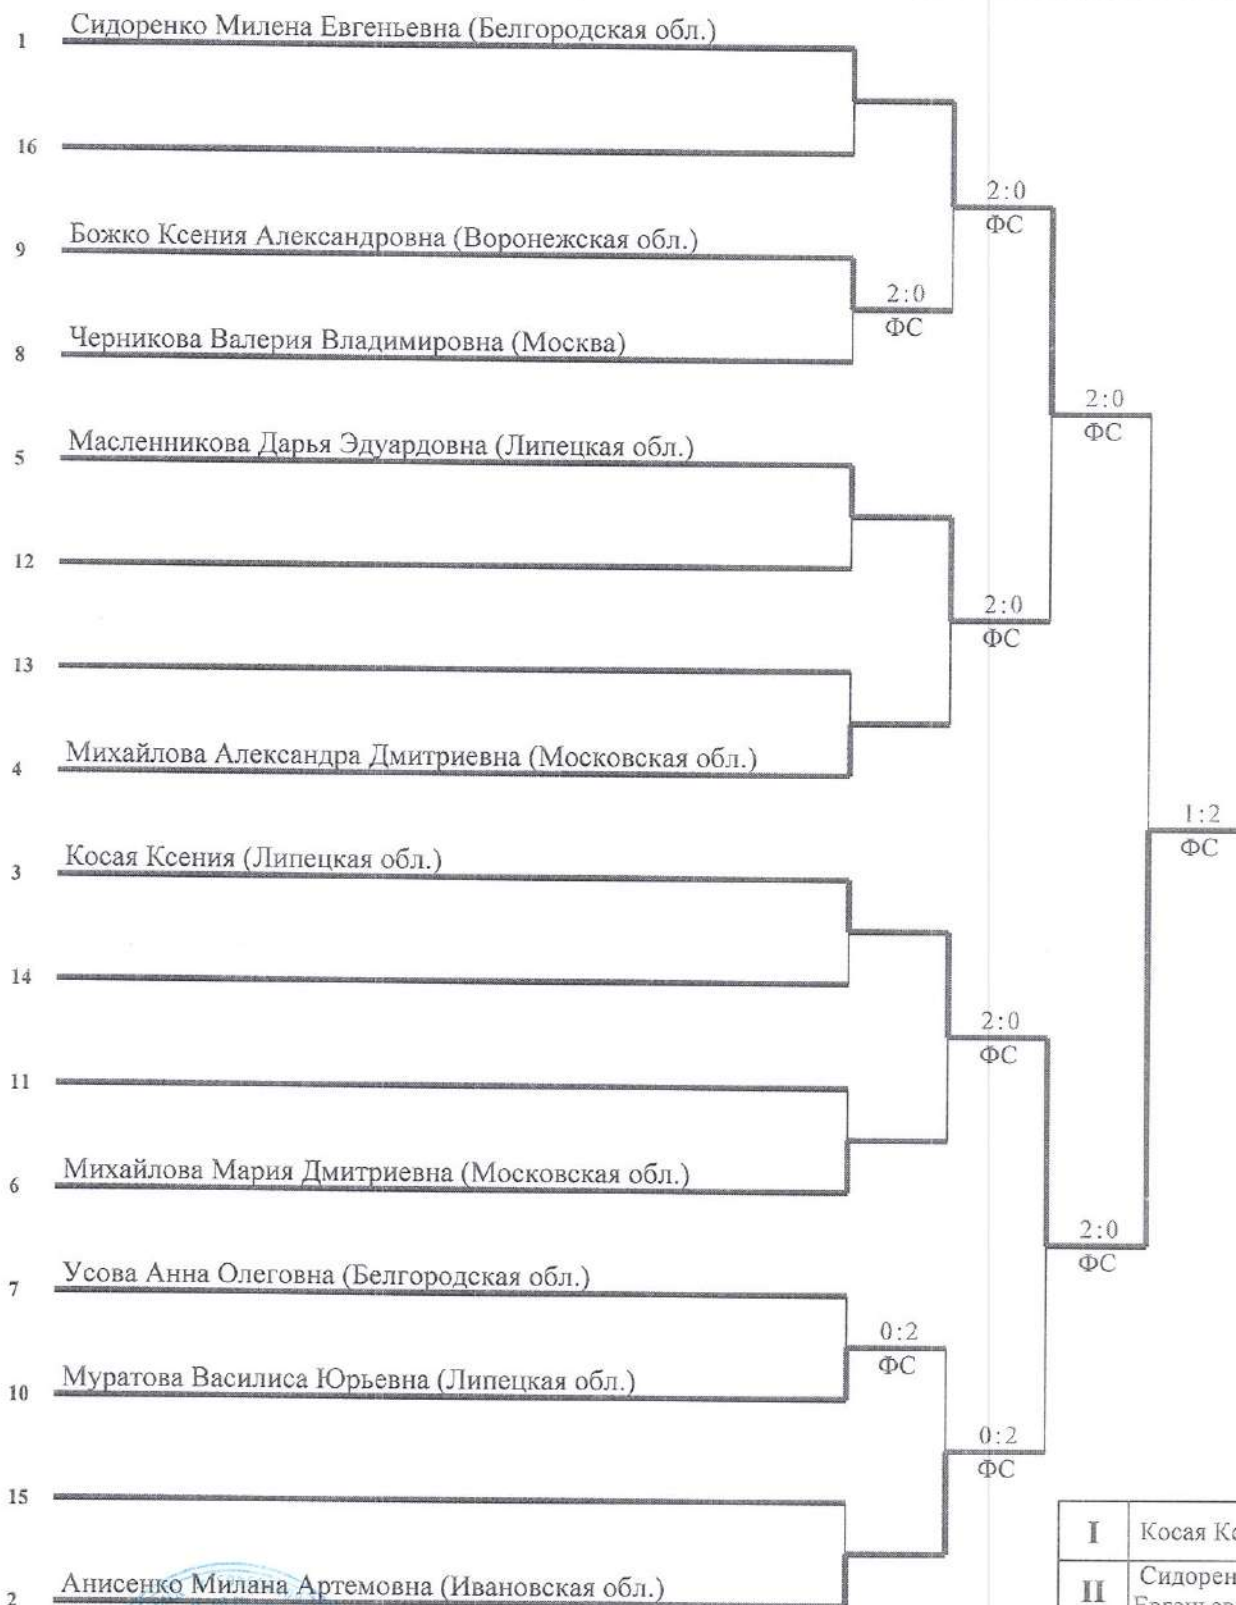 1 Сидоренко Милена Евгеньевна (Белгородская обл.)
16
2:0
ФС
9 Божко Ксения Александровна (Воронежская обл.)
2:0
ФС
8 Черникова Валерия Владимировна (Москва)
2:0
ФС
5 Масленникова Дарья Эдуардовна (Липецкая обл.)
12
2:0
ФС
13
4 Михайлова Александра Дмитриевна (Московская обл.)
1:2
ФС
3 Косая Ксения (Липецкая обл.)
14
2:0
ФС
11
6 Михайлова Мария Дмитриевна (Московская обл.)
2:0
ФС
7 Усова Анна Олеговна (Белгородская обл.)
0:2
ФС
10 Муратова Василиса Юрьевна (Липецкая обл.)
0:2
ФС
15
I Косая
2 Анисенко Милана Артемовна (Ивановская обл.)
II